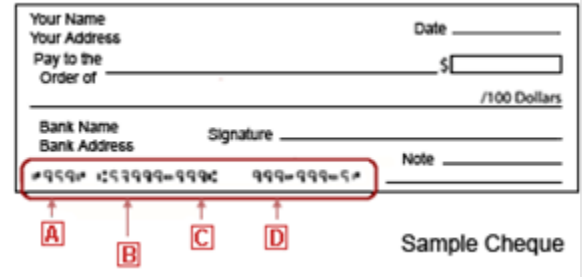 Your Name
Your Address
Date
Pay to the
Order of
$
/100 Dollars
Bank Name
Bank Address
Signature
Note
A B C D
Sample Cheque